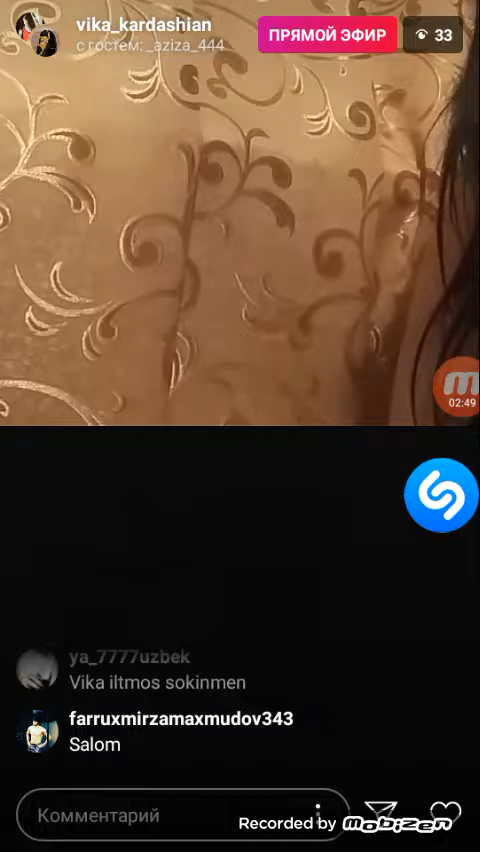 vika_kardashian
с гостем: _aziza_444
ПРЯМОЙ ЭФИР
33
02:49
ya_7777uzbek
Vika iltmos sokinmen
farruxmirzamaxmudov343
Salom
Комментарий
Recorded by mobizen